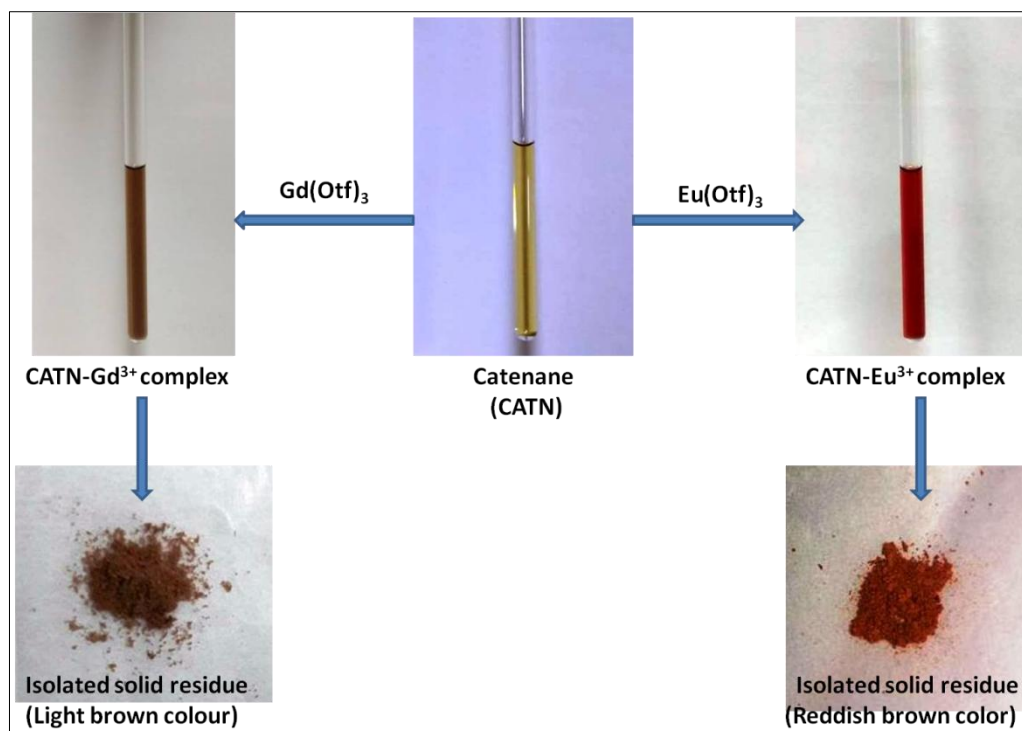 Gd(Otf)₃
Eu(Otf)₃
CATN-Gd³⁺ complex
Catenane
(CATN)
CATN-Eu³⁺ complex
Isolated solid residue
(Light brown colour)
Isolated solid residue
(Reddish brown color)